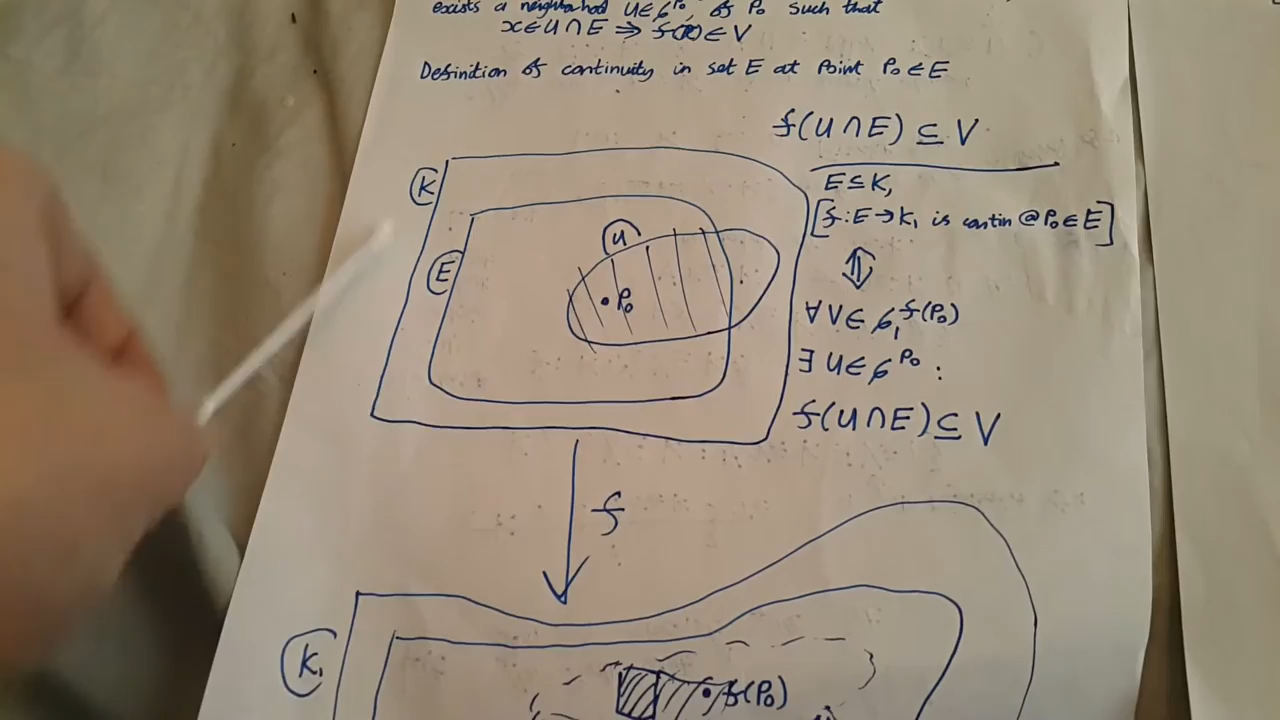 exists a neighborhood U∈𝒢^P₀ of P₀ such that
x∈U∩E ⇒ f(x)∈V
Definition of continuity in set E at Point P₀∈E
f(U∩E)⊆V
K
E⊆K,
[f:E→K₁ is contin @ P₀∈E]
U
E
P₀
⇕
∀V∈𝒢₁^f(P₀)
∃U∈𝒢^P₀ :
f(U∩E)⊆V
f
K₁
f(P₀)